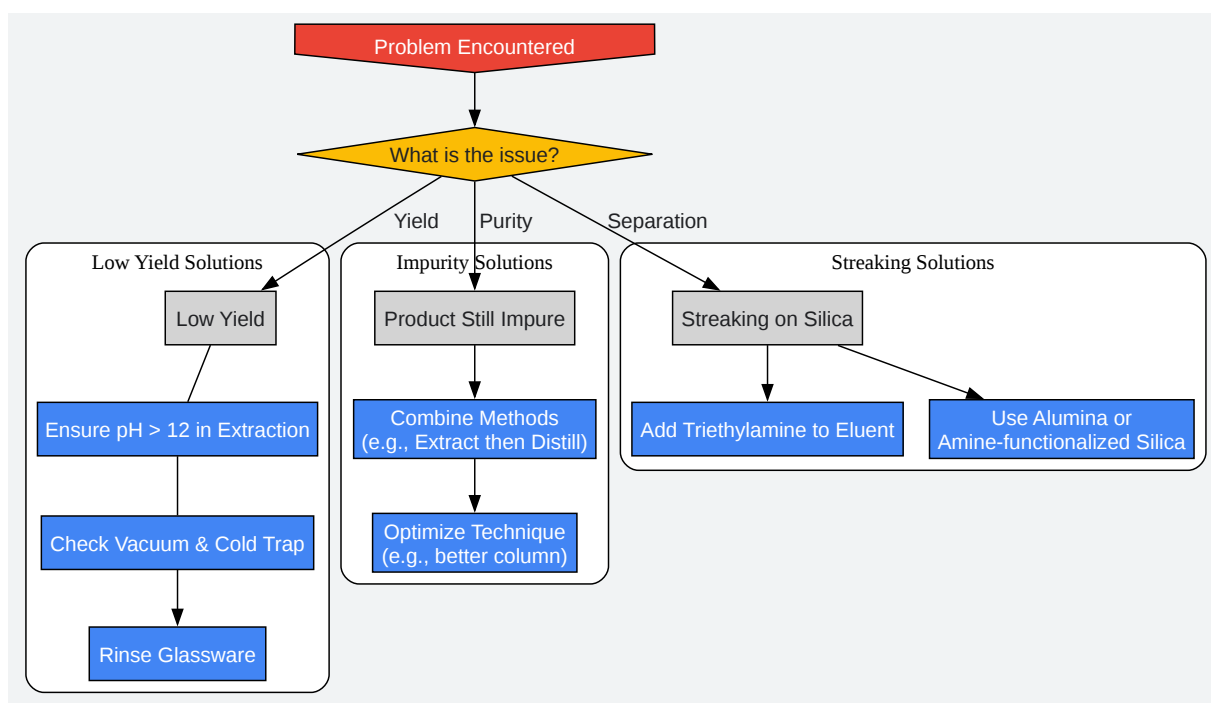 Problem Encountered
What is the issue?
Yield
Purity
Separation
Low Yield Solutions
Impurity Solutions
Streaking Solutions
Low Yield
Product Still Impure
Streaking on Silica
Ensure pH > 12 in Extraction
Combine Methods
(e.g., Extract then Distill)
Add Triethylamine to Eluent
Use Alumina or
Amine-functionalized Silica
Check Vacuum & Cold Trap
Optimize Technique
(e.g., better column)
Rinse Glassware